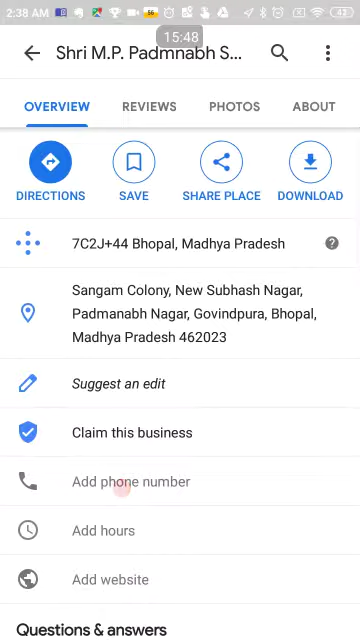 2:38 AM
56
43
15:48
Shri M.P. Padmnabh S...
OVERVIEW
REVIEWS
PHOTOS
ABOUT
DIRECTIONS
SAVE
SHARE PLACE
DOWNLOAD
7C2J+44 Bhopal, Madhya Pradesh
Sangam Colony, New Subhash Nagar,
Padmanabh Nagar, Govindpura, Bhopal,
Madhya Pradesh 462023
Suggest an edit
Claim this business
Add phone number
Add hours
Add website
Questions & answers